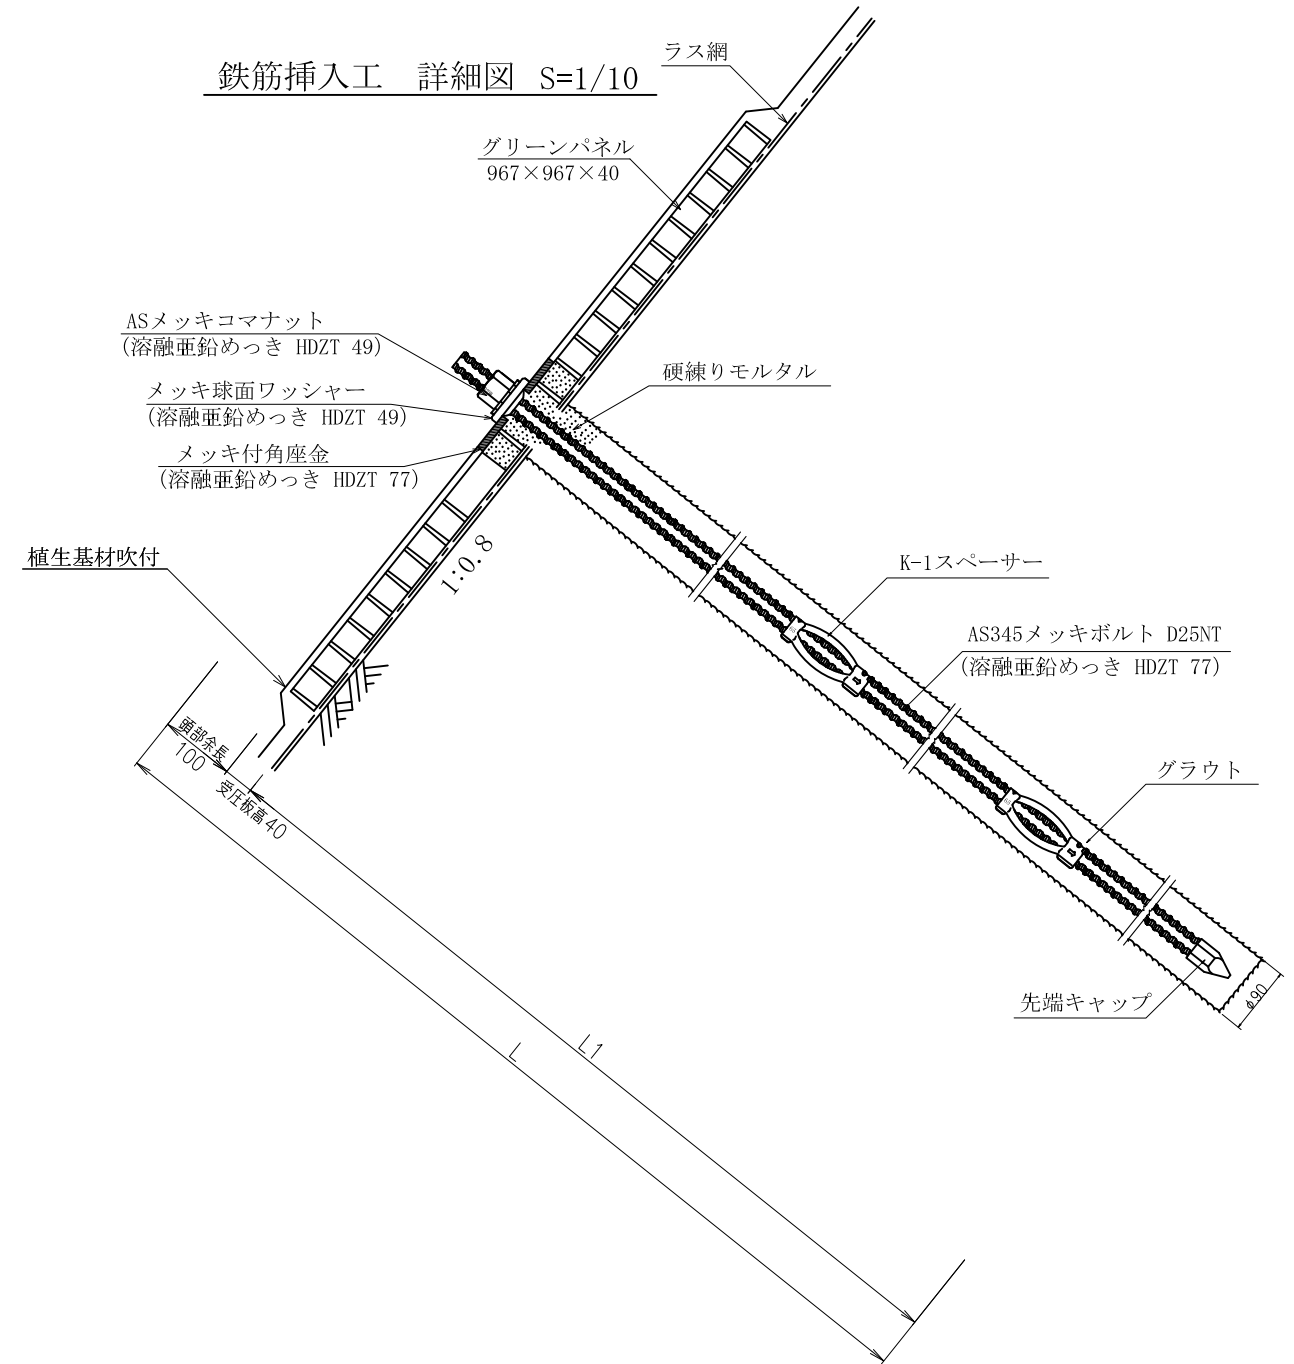 鉄筋挿入工　詳細図　S=1/10
ラス網
グリーンパネル
967×967×40
ASメッキコマナット
(溶融亜鉛めっき HDZT 49)
メッキ球面ワッシャー
(溶融亜鉛めっき HDZT 49)
メッキ付角座金
(溶融亜鉛めっき HDZT 77)
硬練りモルタル
植生基材吹付
1:0.8
K-1スペーサー
AS345メッキボルト D25NT
(溶融亜鉛めっき HDZT 77)
頭部余長
100
受圧板高40
グラウト
先端キャップ
φ90
L1
L